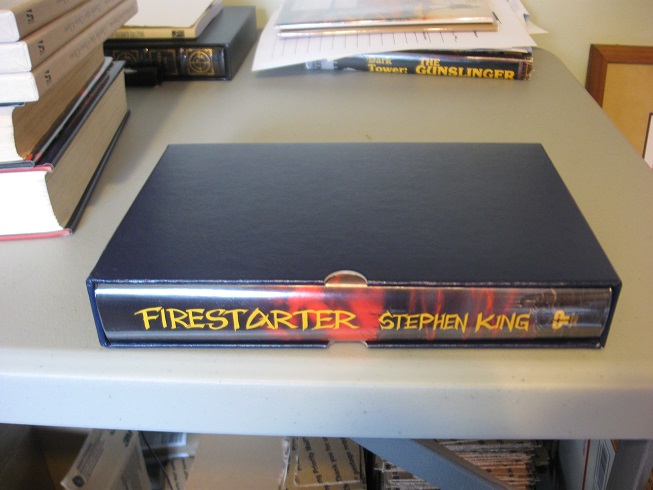 Dark
Tower:
THE
GUNSLINGER
FIRESTARTER STEPHEN KING